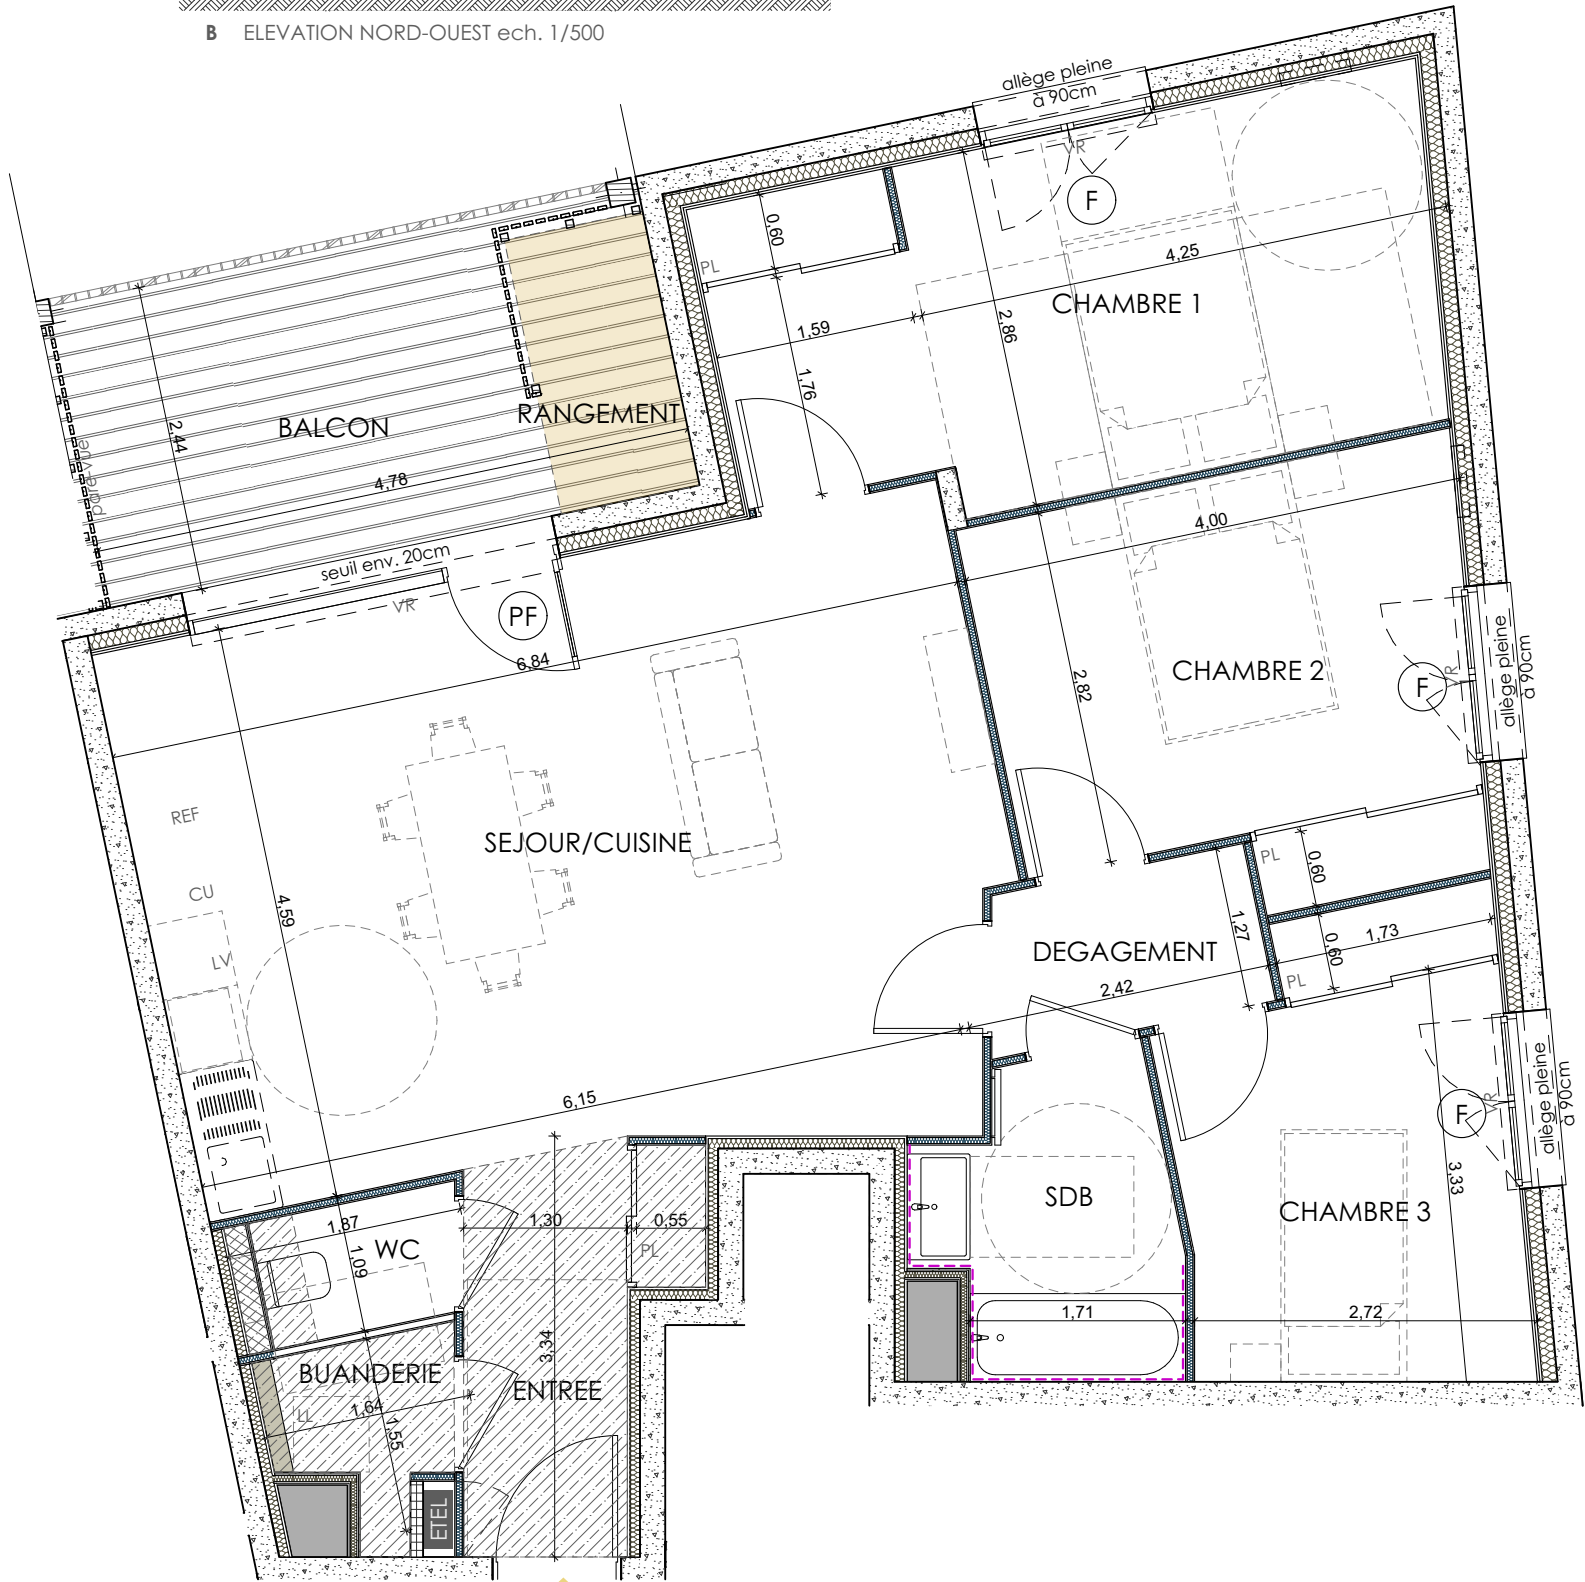 B ELEVATION NORD-OUEST ech. 1/500
allège pleine
à 90cm
VR
F
0,60
PL
4,25
CHAMBRE 1
1,59
2,86
1,76
BALCON
RANGEMENT
2,44
pare-vue
4,78
4,00
seuil env. 20cm
VR
PF
6,84
CHAMBRE 2
2,82
VR
F
allège pleine
à 90cm
REF
SEJOUR/CUISINE
CU
4,59
LV
PL
0,60
1,27
DEGAGEMENT
1,73
0,60
PL
2,42
6,15
VR
F
allège pleine
à 90cm
3,33
SDB
CHAMBRE 3
1,87
WC
1,09
1,30
0,55
PL
1,71
2,72
3,34
BUANDERIE
ENTREE
LL
1,64
1,55
ETEL